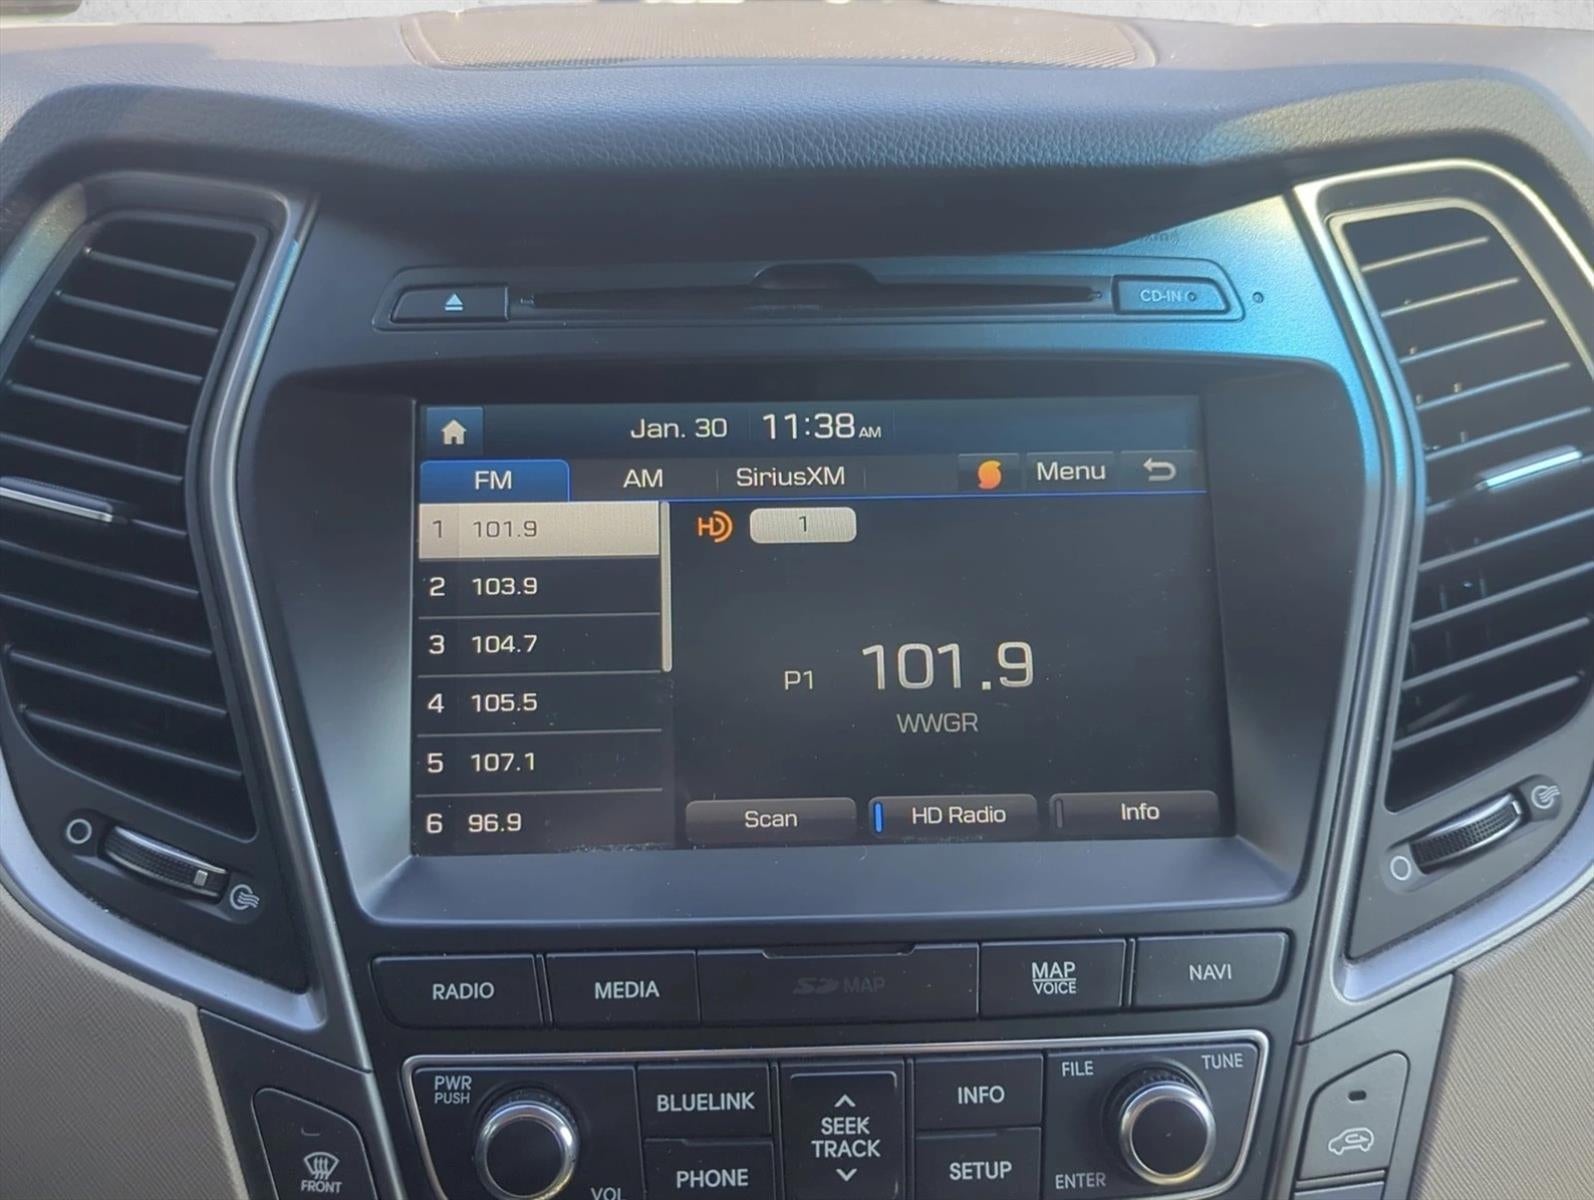 CD-IN
Jan. 30 11:38 AM
FM AM SiriusXM Menu
1 101.9
HD 1
2 103.9
3 104.7
4 105.5
5 107.1
6 96.9
P1 101.9
WWGR
Scan HD Radio Info
RADIO MEDIA SD MAP MAP VOICE NAVI
PWR PUSH
VOL
BLUELINK
PHONE
SEEK
TRACK
INFO
SETUP
FILE
TUNE
ENTER
FRONT